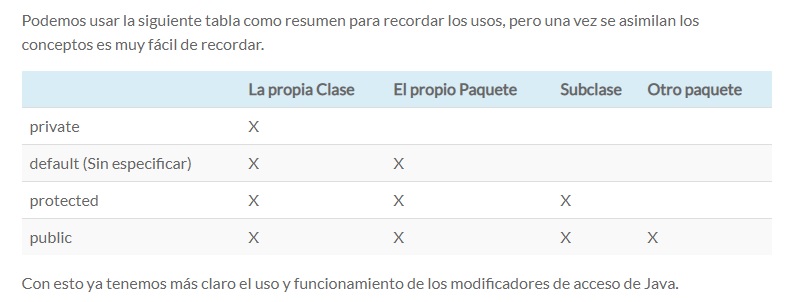 Podemos usar la siguiente tabla como resumen para recordar los usos, pero una vez se asimilan los
conceptos es muy fácil de recordar.
La propia Clase El propio Paquete Subclase Otro paquete
private X
default (Sin especificar) X X
protected X X X
public X X X X
Con esto ya tenemos más claro el uso y funcionamiento de los modificadores de acceso de Java.